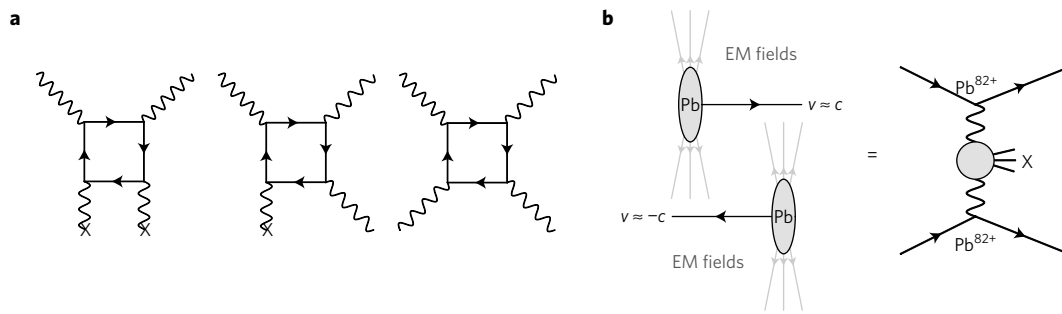 a
b
EM fields
Pb
v ≈ c
Pb⁸²⁺
=
X
v ≈ −c
Pb
EM fields
Pb⁸²⁺
X X X